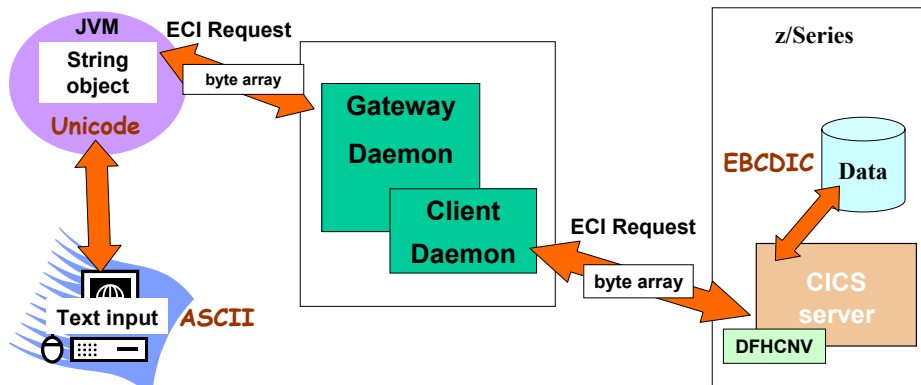 JVM
String
object
Unicode
ECI Request
byte array
Gateway
Daemon
Client
Daemon
ECI Request
byte array
z/Series
EBCDIC
Data
CICS
server
DFHCNV
Text input
ASCII